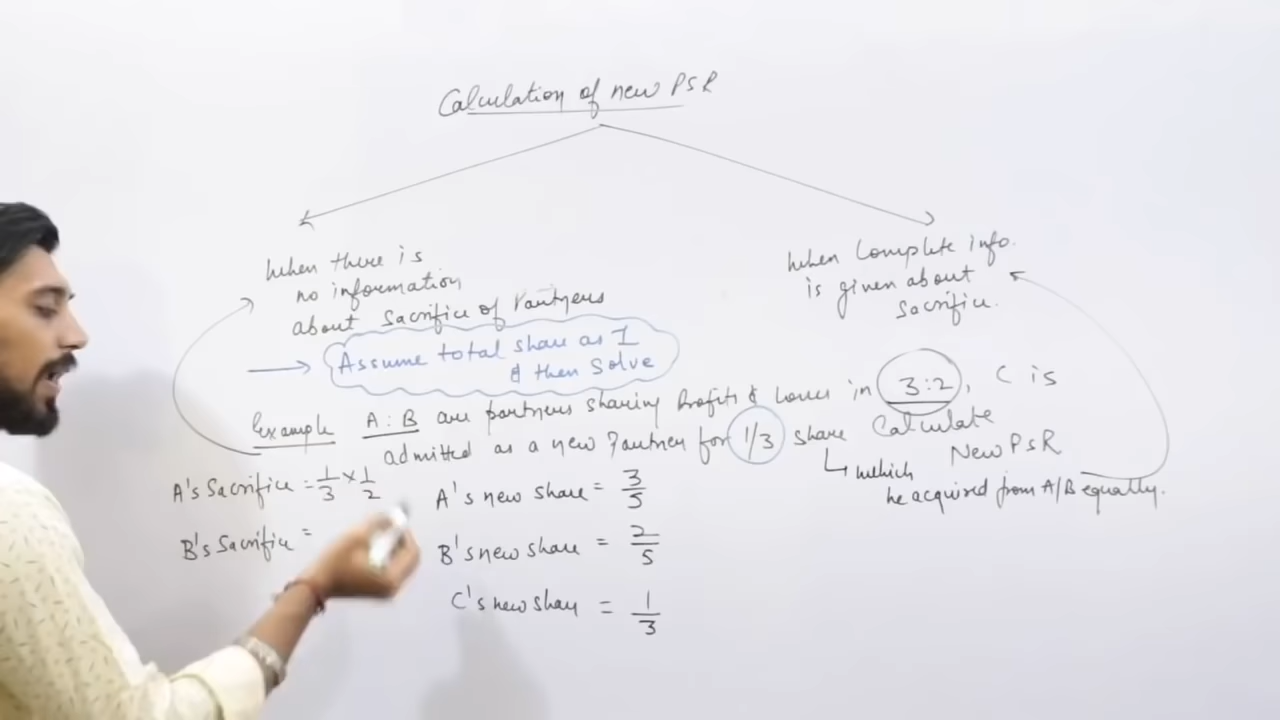 Calculation of new PSR
When there is
no information
about Sacrifice of Partners
Assume total share as 1
& then Solve
When Complete info.
is given about
Sacrifice.
Example A:B are partners sharing Profits & Losses in 3:2, C is
admitted as a new Partner for 1/3 share Calculate
New PSR
which
he acquired from A/B equally.
A's Sacrifice = 1/3 × 1/2
B's Sacrifice =
A's new share = 3/5
B's new share = 2/5
C's new share = 1/3